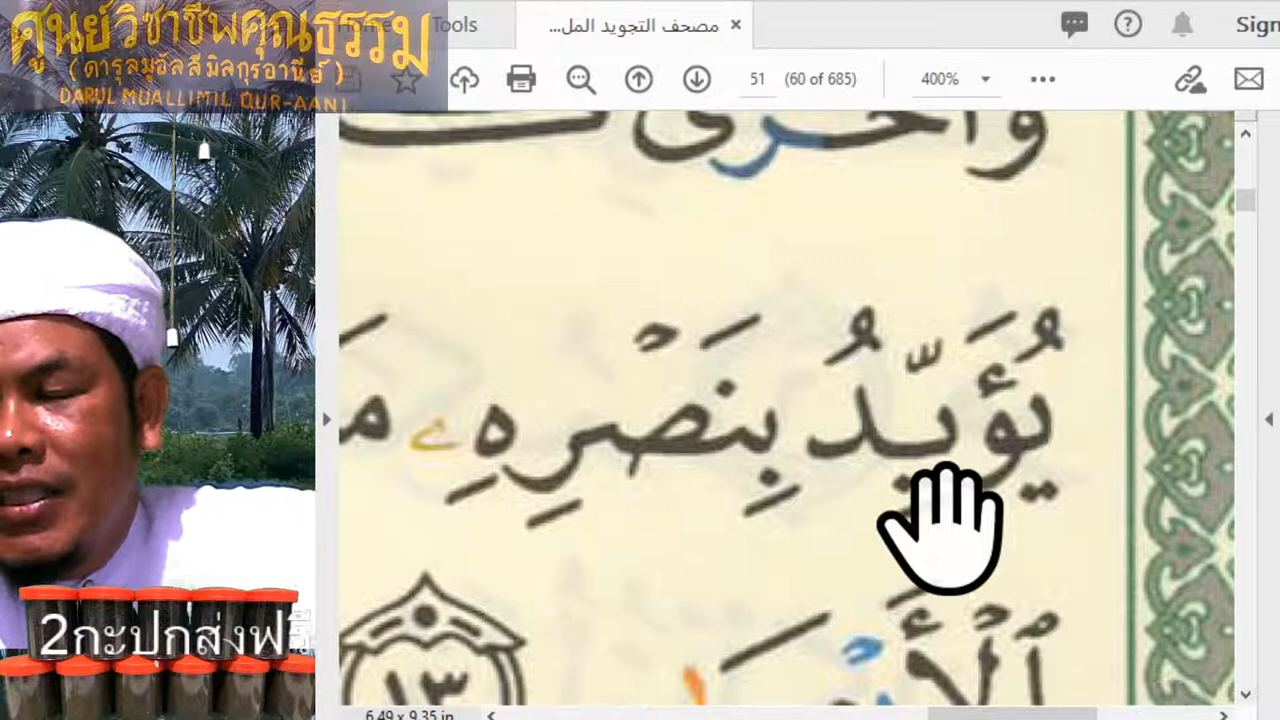 ศูนย์วิชาชีพคุณธรรม
(ดารุลมูอัลลีมิลกุรอานีย์)
DARUL MUALLIMIL QUR-AANI
Tools
مصحف التجويد المل...
Sign
51 (60 of 685)
400%
وَأُخْرَىٰ
يُؤَيِّدُ بِنَصْرِهِۦ
١٣
2กะปุกส่งฟรี
6.49 x 9.35 in